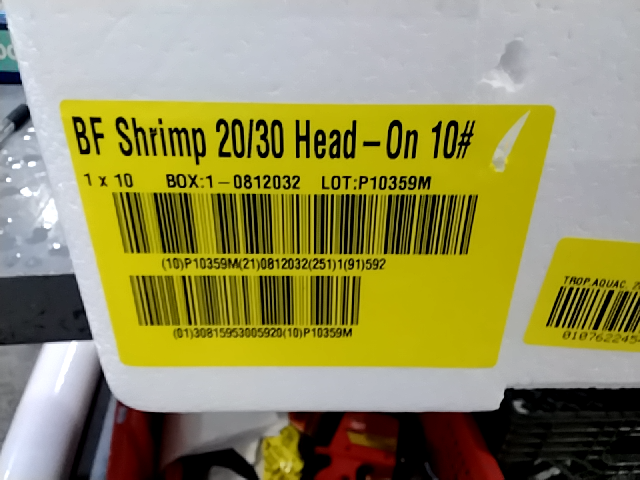 BF Shrimp 20/30 Head-On 10#
1 x 10 BOX:1-0812032 LOT:P10359M
(10)P10359M(21)0812032(251)1(91)592
(01)30815953005920(10)P10359M
TROP.AQUAC.